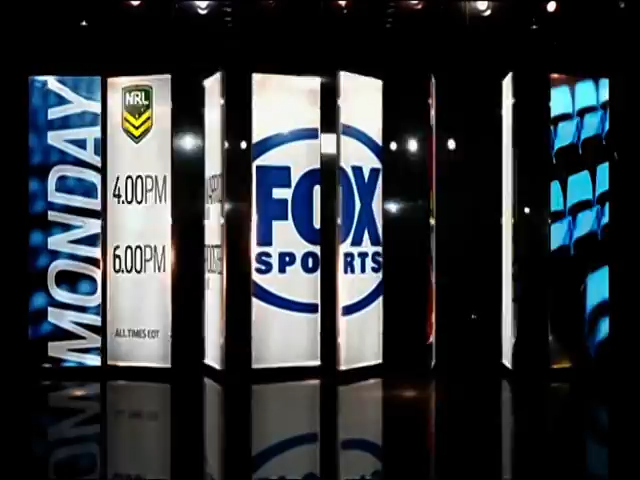 MONDAY
NRL
4.00PM
6.00PM
ALL TIMES EDT
FOX
SPORTS